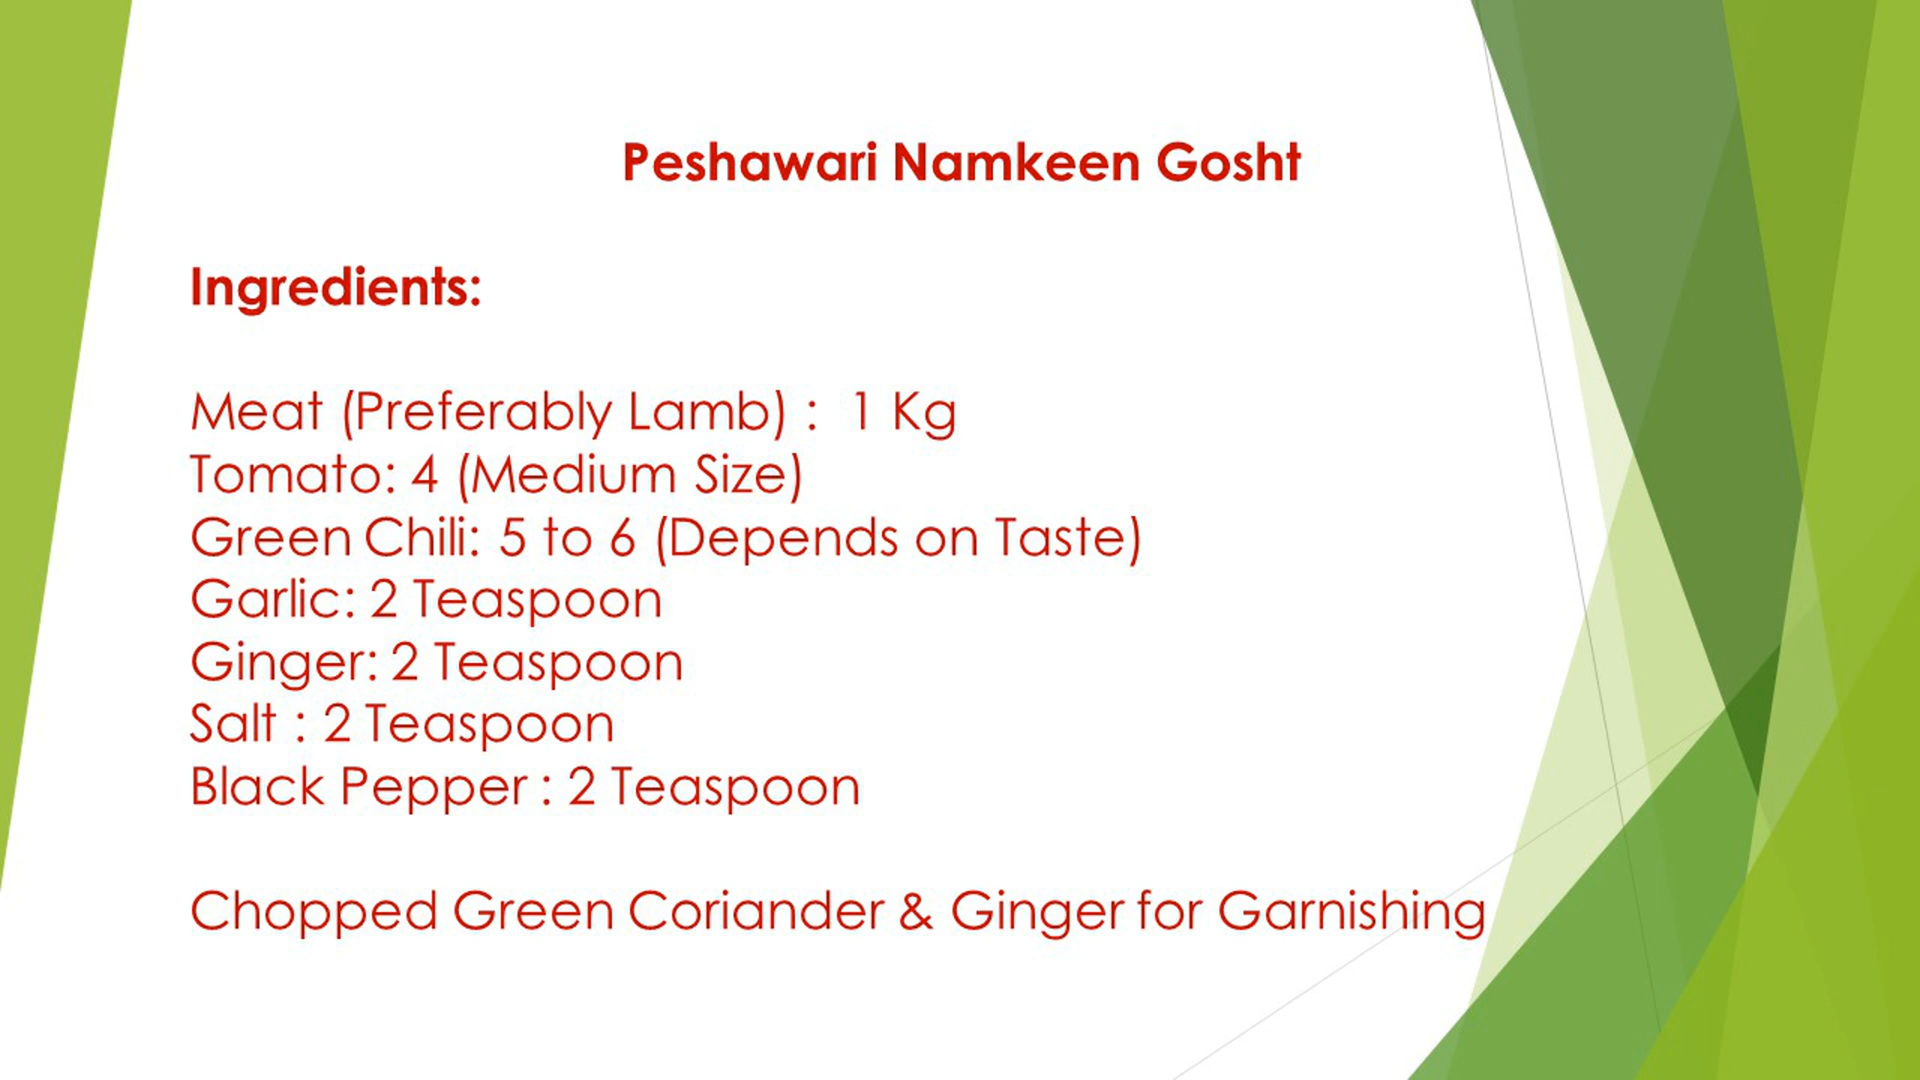 Peshawari Namkeen Gosht
Ingredients:
Meat (Preferably Lamb) : 1 Kg
Tomato: 4 (Medium Size)
Green Chili: 5 to 6 (Depends on Taste)
Garlic: 2 Teaspoon
Ginger: 2 Teaspoon
Salt : 2 Teaspoon
Black Pepper : 2 Teaspoon
Chopped Green Coriander & Ginger for Garnishing